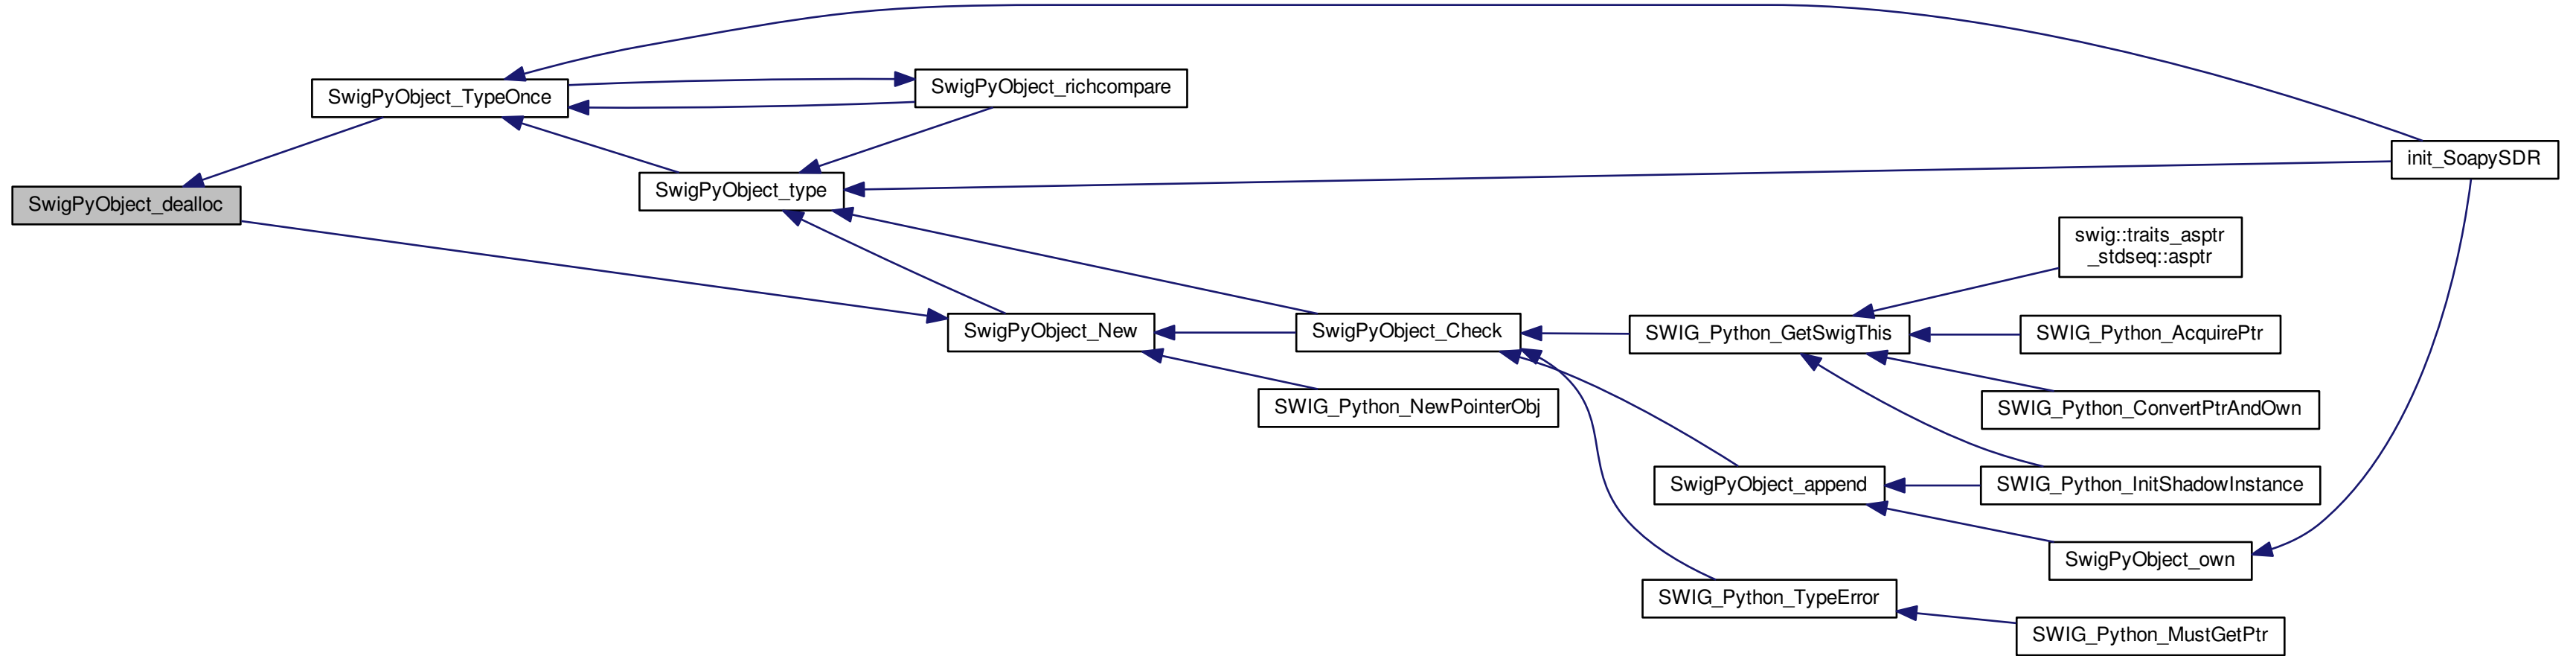 SwigPyObject_TypeOnce
SwigPyObject_richcompare
init_SoapySDR
SwigPyObject_type
SwigPyObject_dealloc
swig::traits_asptr
_stdseq::asptr
SwigPyObject_New
SwigPyObject_Check
SWIG_Python_GetSwigThis
SWIG_Python_AcquirePtr
SWIG_Python_NewPointerObj
SWIG_Python_ConvertPtrAndOwn
SwigPyObject_append
SWIG_Python_InitShadowInstance
SwigPyObject_own
SWIG_Python_TypeError
SWIG_Python_MustGetPtr